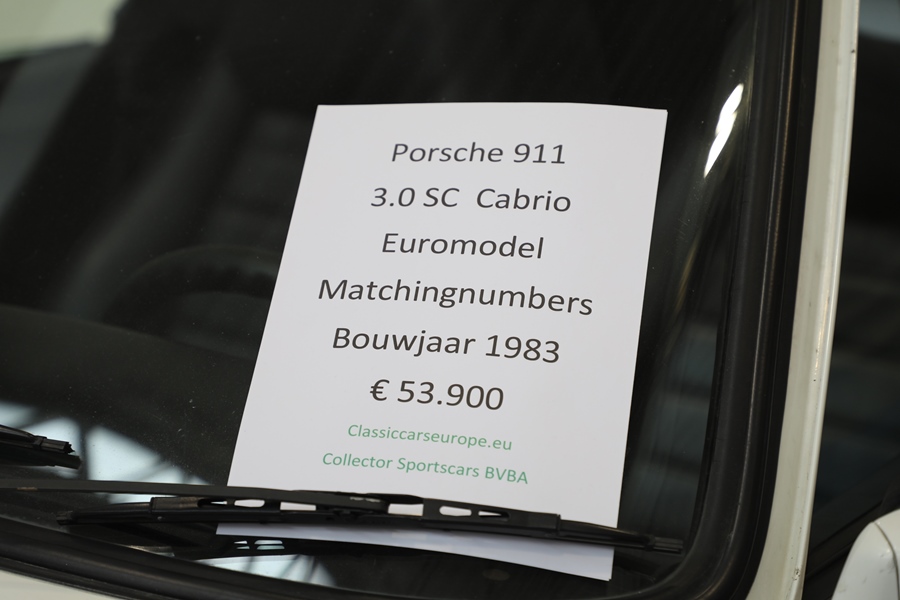 Porsche 911
3.0 SC Cabrio
Euromodel
Matchingnumbers
Bouwjaar 1983
€ 53.900
Classiccarseurope.eu
Collector Sportscars BVBA